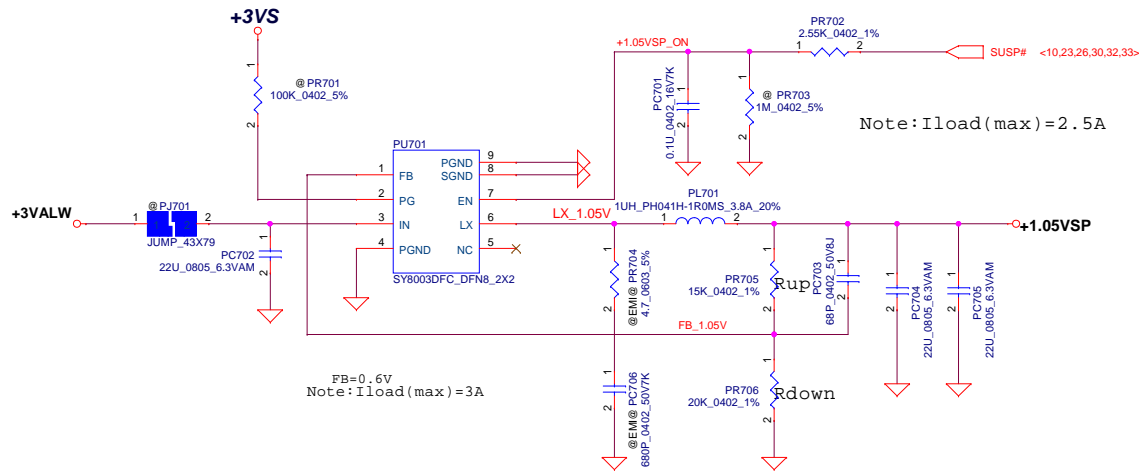 +3VS
1
@ PR701
100K_0402_5%
2
+1.05VSP_ON
PR702
2.55K_0402_1%
1
2
SUSP# <10,23,26,30,32,33>
1
PC701
0.1U_0402_16V7K
2
1
@ PR703
1M_0402_5%
2
Note:Iload(max)=2.5A
PU701
1
FB
PGND
9
SGND
8
2
PG
EN
7
3
IN
LX
6
4
PGND
NC
5
SY8003DFC_DFN8_2X2
+3VALW
@ PJ701
1
2
1
2
JUMP_43X79
1
PC702
22U_0805_6.3VAM
2
LX_1.05V
PL701
1UH_PH041H-1R0MS_3.8A_20%
1
2
+1.05VSP
1
@EMI@ PR704
4.7_0603_5%
2
1
PR705
15K_0402_1%
Rup
2
1
PC703
68P_0402_50V8J
2
1
PC704
22U_0805_6.3VAM
2
1
PC705
22U_0805_6.3VAM
2
FB_1.05V
1
@EMI@ PC706
680P_0402_50V7K
2
1
PR706
20K_0402_1%
Rdown
2
FB=0.6V
Note:Iload(max)=3A